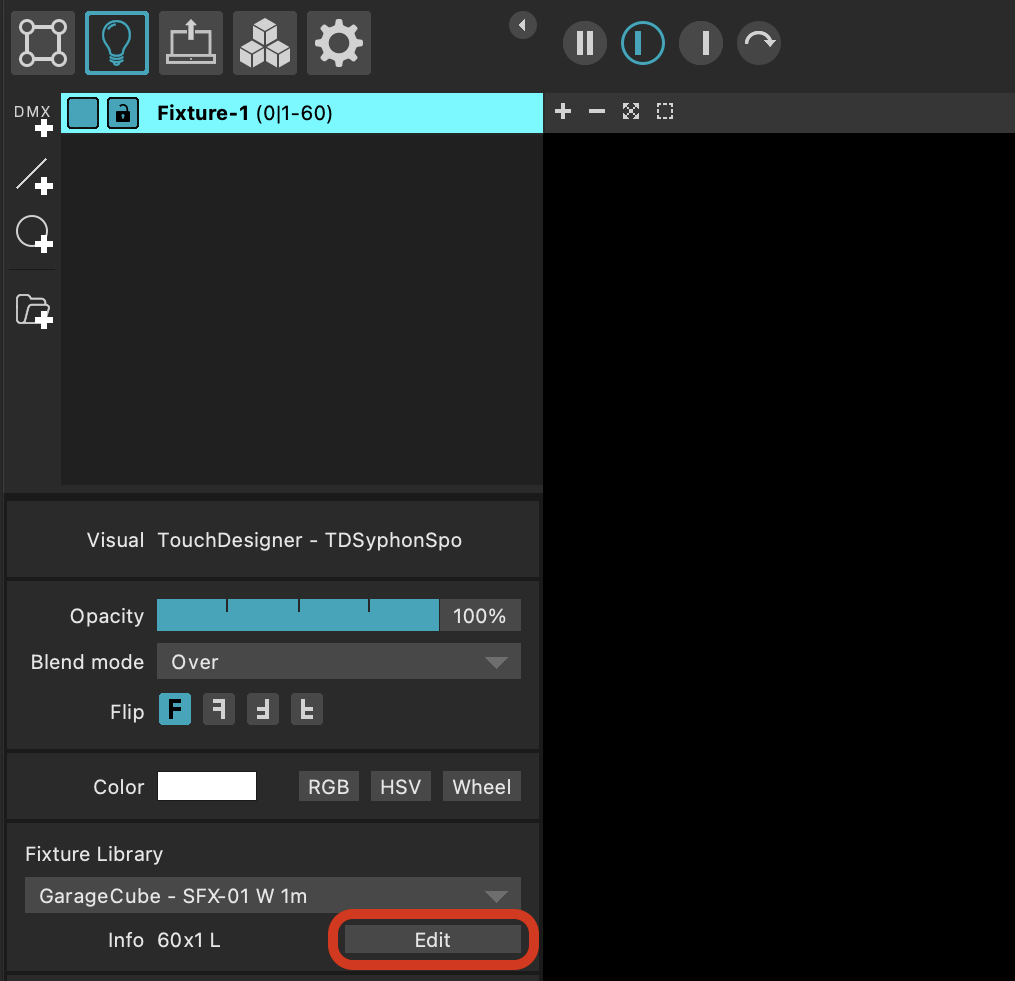 DMX
Fixture-1 (0|1-60)
Visual TouchDesigner - TDSyphonSpo
Opacity 100%
Blend mode Over
Flip F F F F
Color RGB HSV Wheel
Fixture Library
GarageCube - SFX-01 W 1m
Info 60x1 L Edit